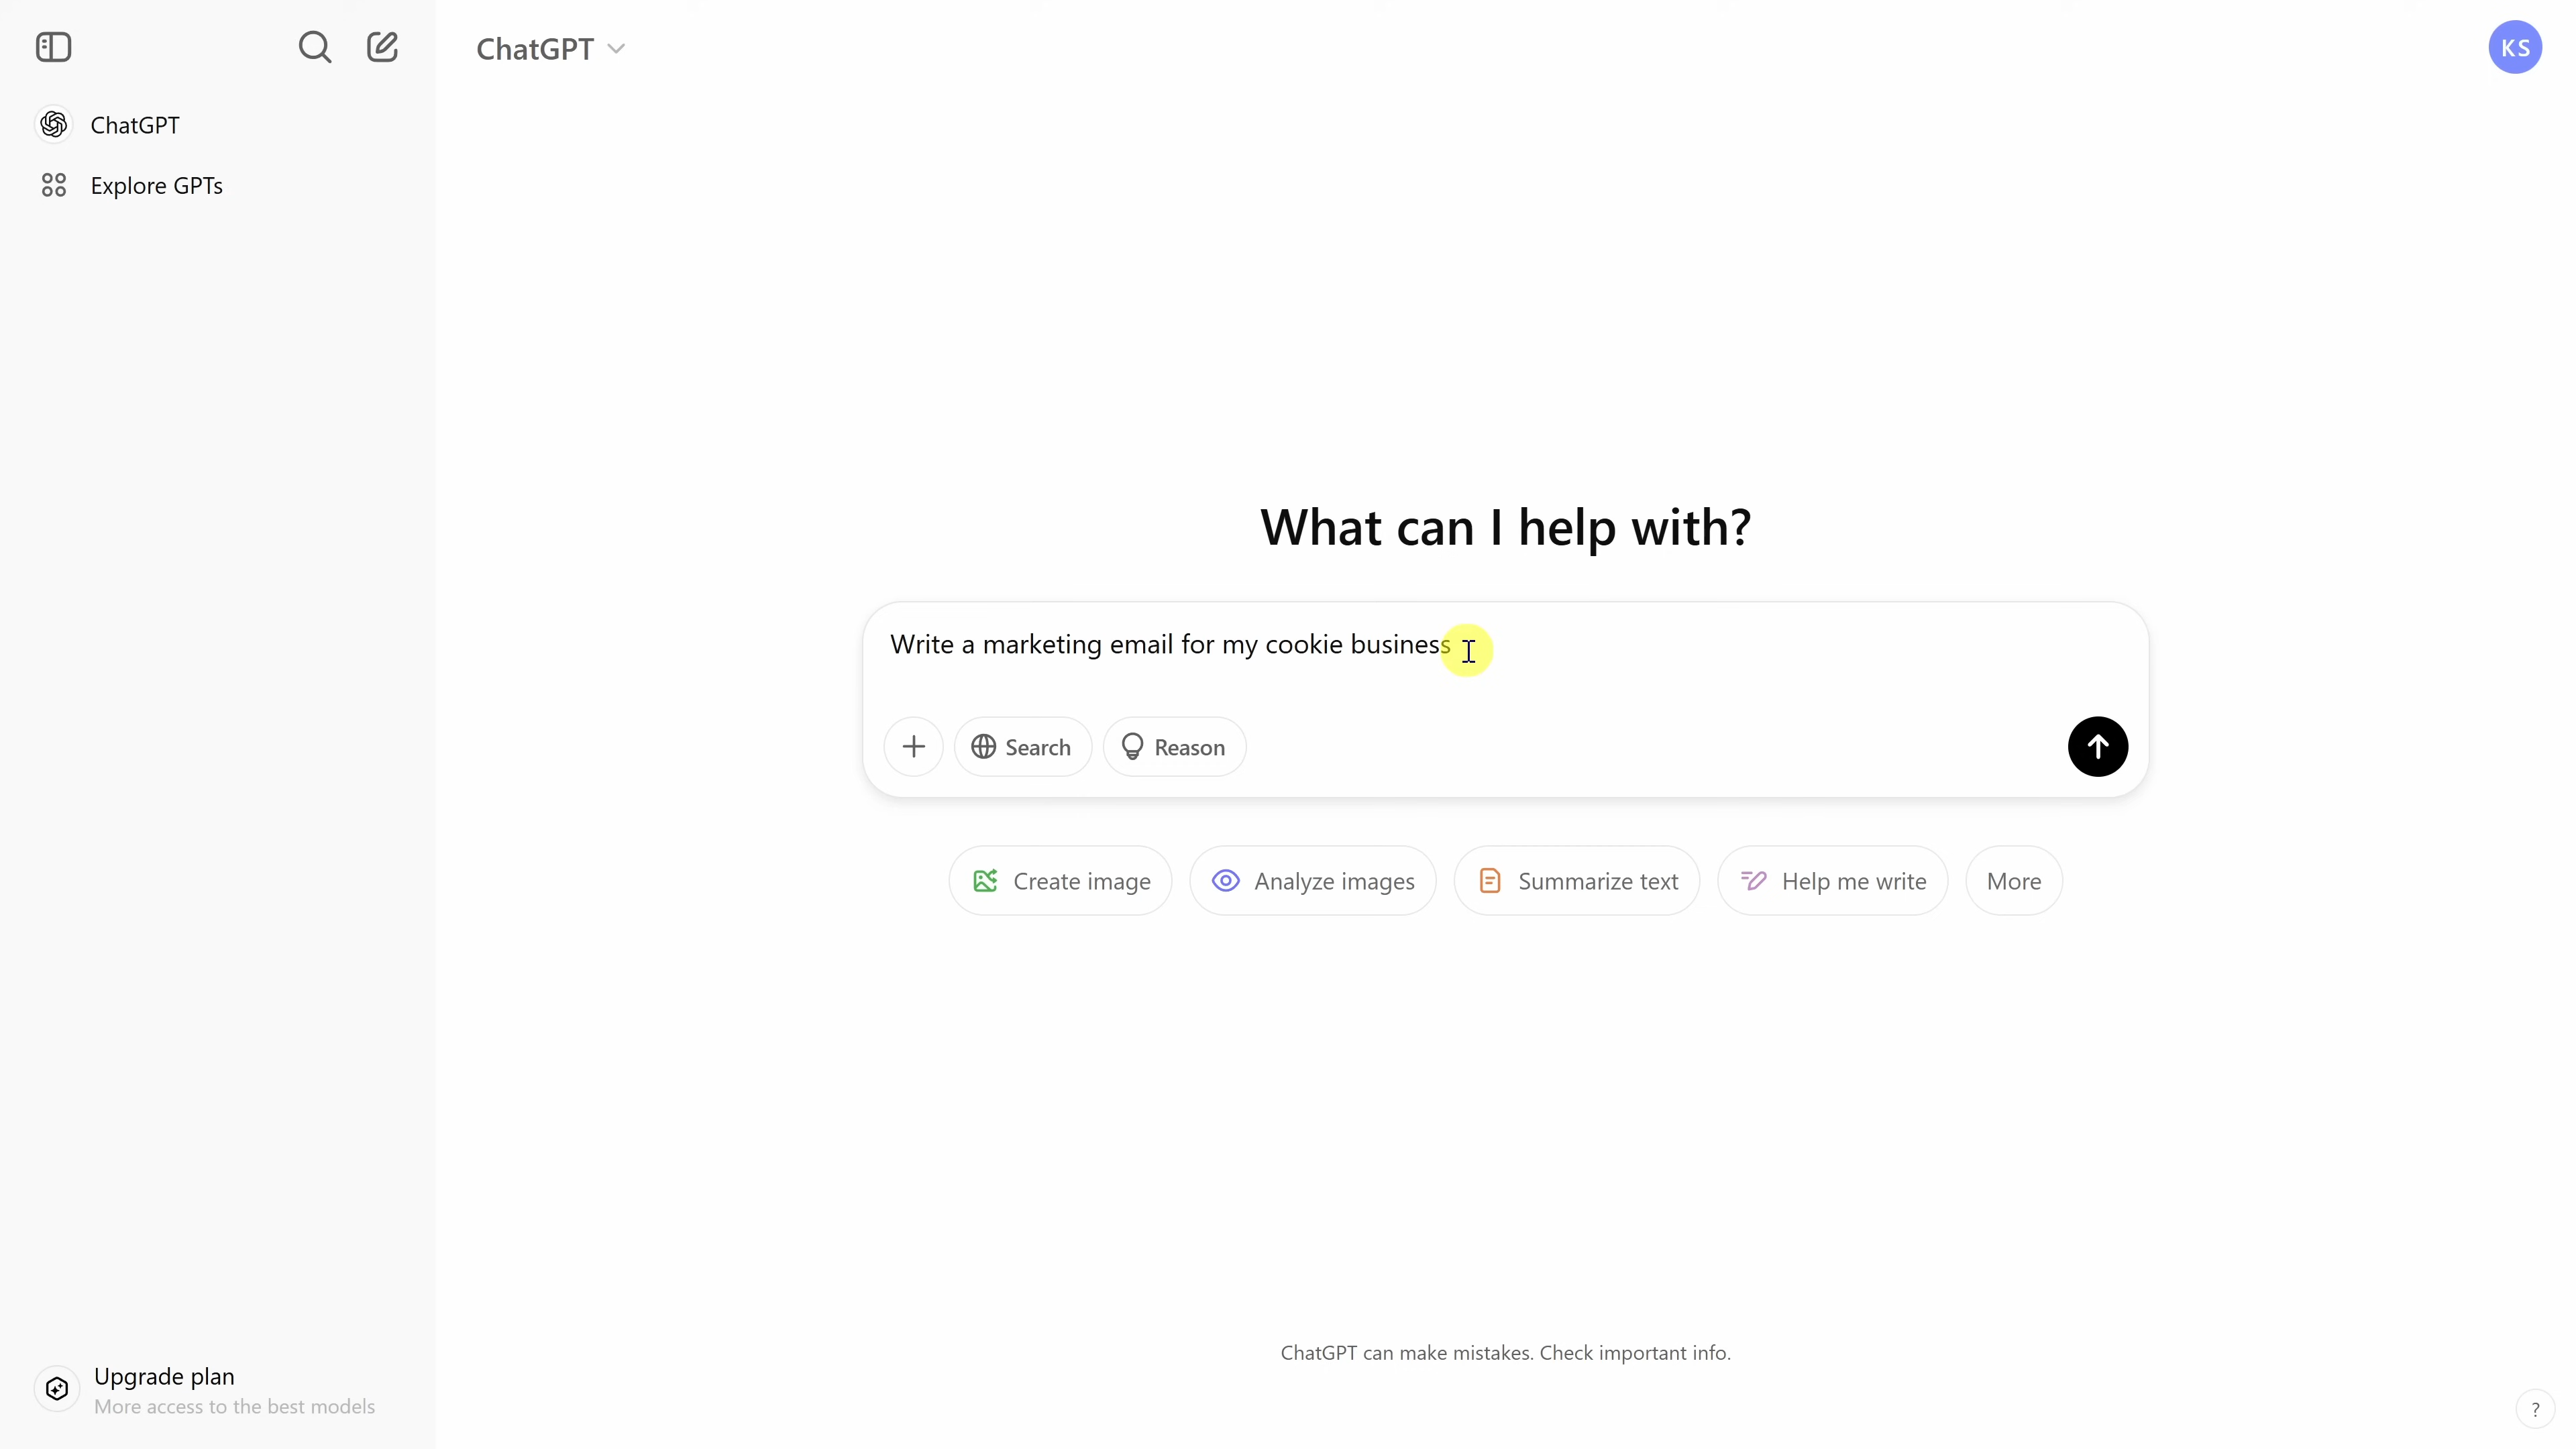 ChatGPT
KS
ChatGPT
Explore GPTs
What can I help with?
Write a marketing email for my cookie business
Search
Reason
Create image
Analyze images
Summarize text
Help me write
More
ChatGPT can make mistakes. Check important info.
Upgrade plan
More access to the best models
?